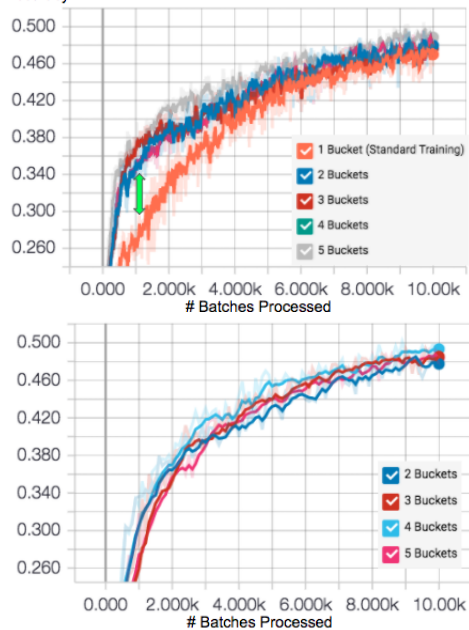 0.500
0.460
0.420
0.380
0.340
0.300
0.260
1 Bucket (Standard Training)
2 Buckets
3 Buckets
4 Buckets
5 Buckets
0.000 2.000k 4.000k 6.000k 8.000k 10.00k
# Batches Processed
0.500
0.460
0.420
0.380
0.340
0.300
0.260
2 Buckets
3 Buckets
4 Buckets
5 Buckets
0.000 2.000k 4.000k 6.000k 8.000k 10.00k
# Batches Processed